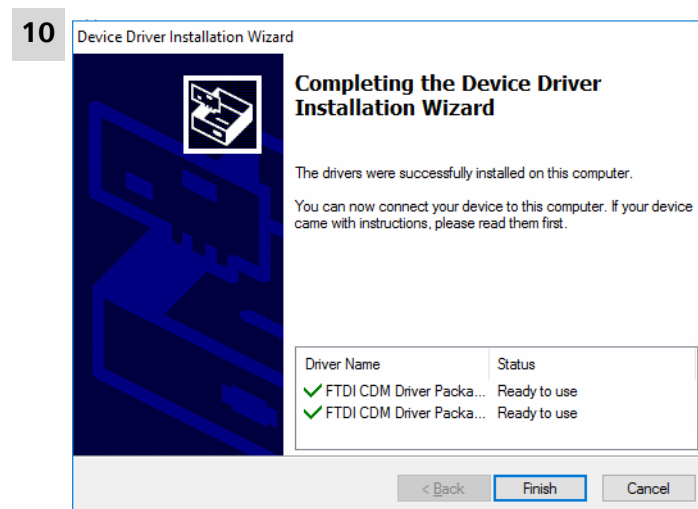 10
Device Driver Installation Wizard
Completing the Device Driver
Installation Wizard
The drivers were successfully installed on this computer.
You can now connect your device to this computer. If your device
came with instructions, please read them first.
Driver Name Status
FTDI CDM Driver Packa... Ready to use
FTDI CDM Driver Packa... Ready to use
< Back Finish Cancel